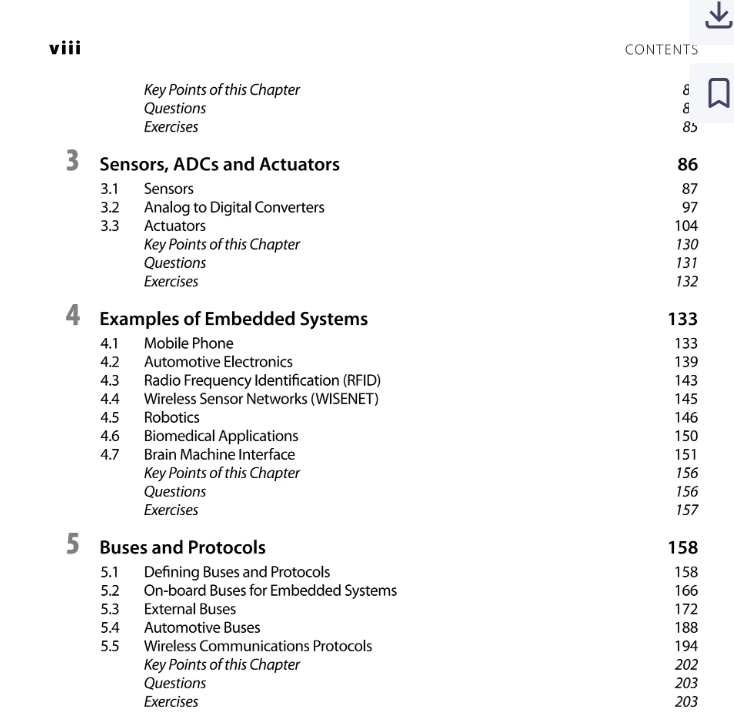 viii CONTENTS
Key Points of this Chapter
Questions
Exercises 85
3 Sensors, ADCs and Actuators 86
3.1 Sensors 87
3.2 Analog to Digital Converters 97
3.3 Actuators 104
Key Points of this Chapter 130
Questions 131
Exercises 132
4 Examples of Embedded Systems 133
4.1 Mobile Phone 133
4.2 Automotive Electronics 139
4.3 Radio Frequency Identification (RFID) 143
4.4 Wireless Sensor Networks (WISENET) 145
4.5 Robotics 146
4.6 Biomedical Applications 150
4.7 Brain Machine Interface 151
Key Points of this Chapter 156
Questions 156
Exercises 157
5 Buses and Protocols 158
5.1 Defining Buses and Protocols 158
5.2 On-board Buses for Embedded Systems 166
5.3 External Buses 172
5.4 Automotive Buses 188
5.5 Wireless Communications Protocols 194
Key Points of this Chapter 202
Questions 203
Exercises 203